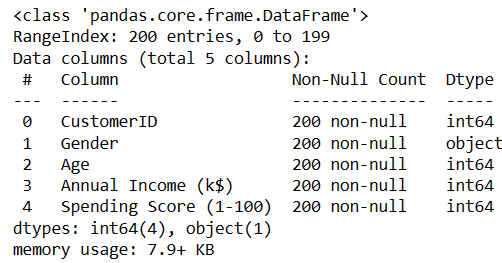 <class 'pandas.core.frame.DataFrame'>
RangeIndex: 200 entries, 0 to 199
Data columns (total 5 columns):
 #   Column                  Non-Null Count  Dtype
---  ------                  --------------  -----
 0   CustomerID              200 non-null    int64
 1   Gender                  200 non-null    object
 2   Age                     200 non-null    int64
 3   Annual Income (k$)      200 non-null    int64
 4   Spending Score (1-100)  200 non-null    int64
dtypes: int64(4), object(1)
memory usage: 7.9+ KB